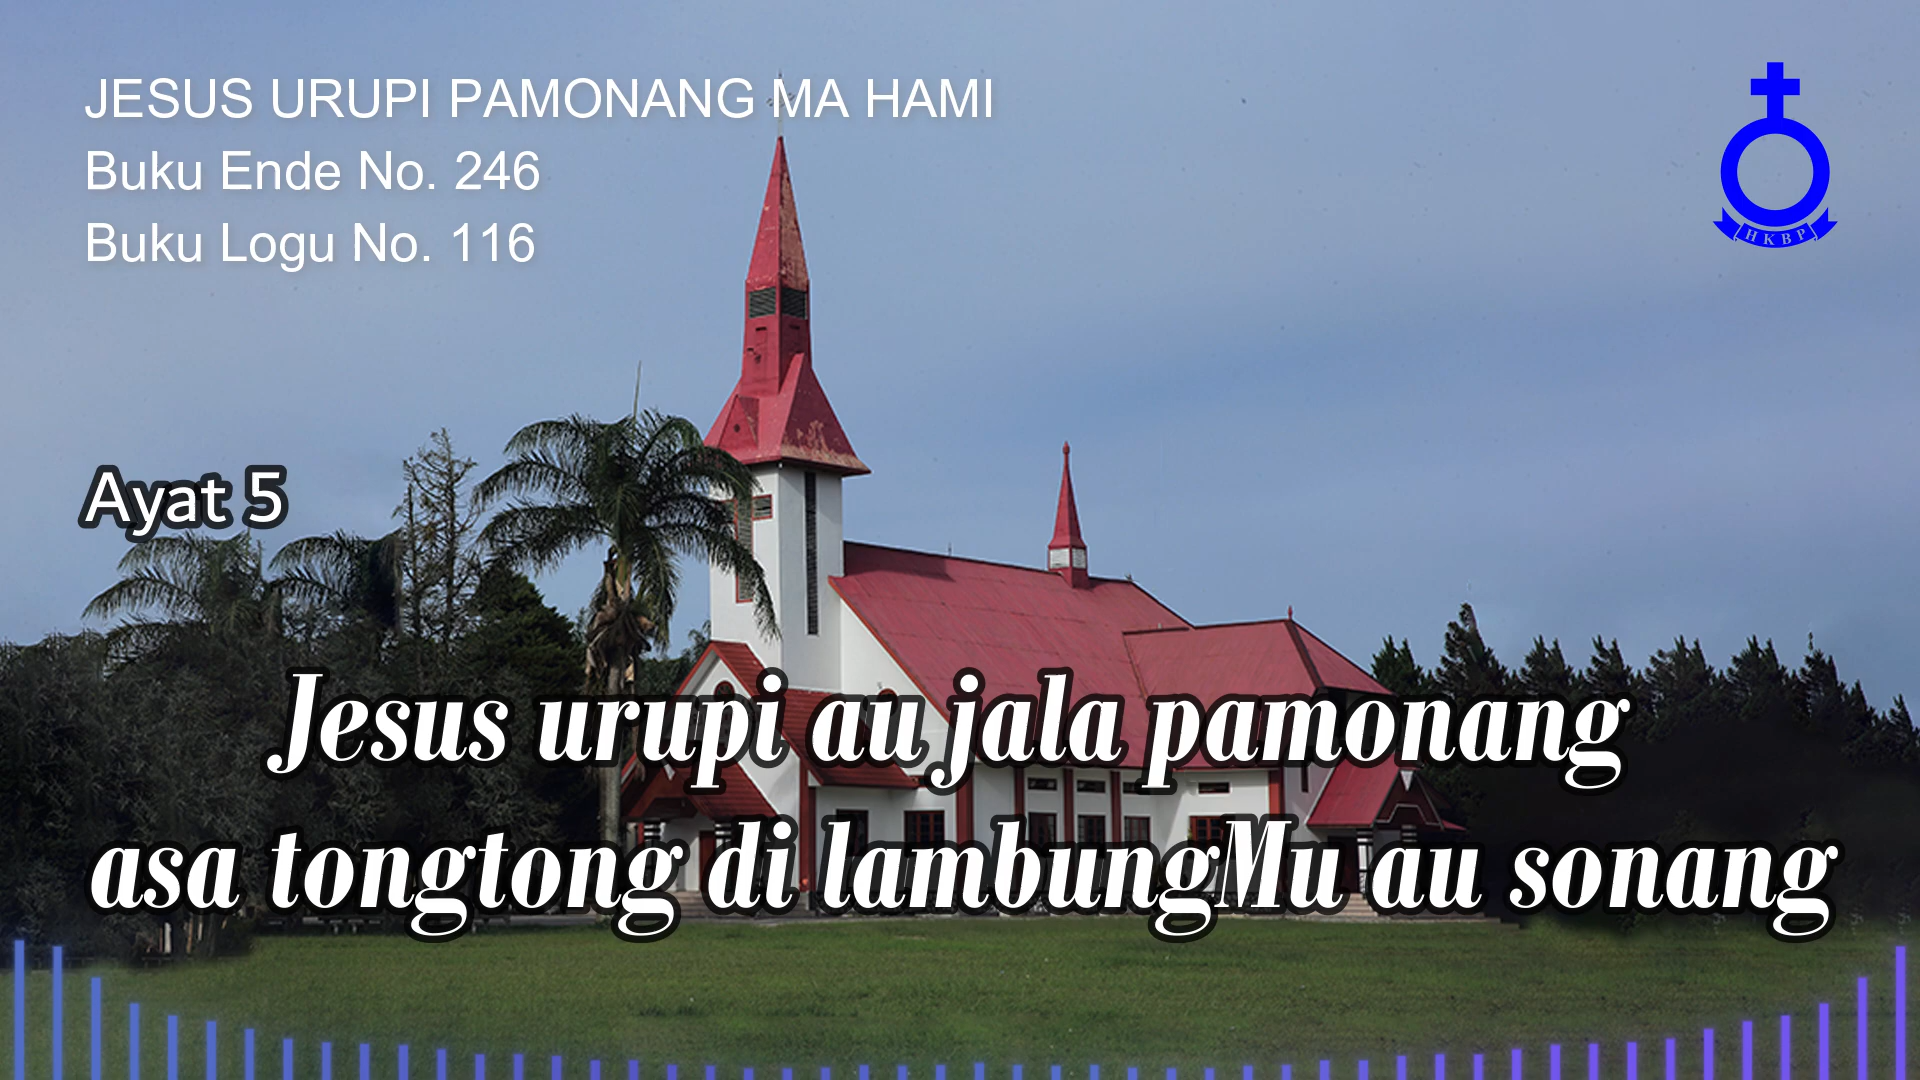 JESUS URUPI PAMONANG MA HAMI
Buku Ende No. 246
Buku Logu No. 116
HKBP
Ayat 5
Jesus urupi au jala pamonang
asa tongtong di lambungMu au sonang